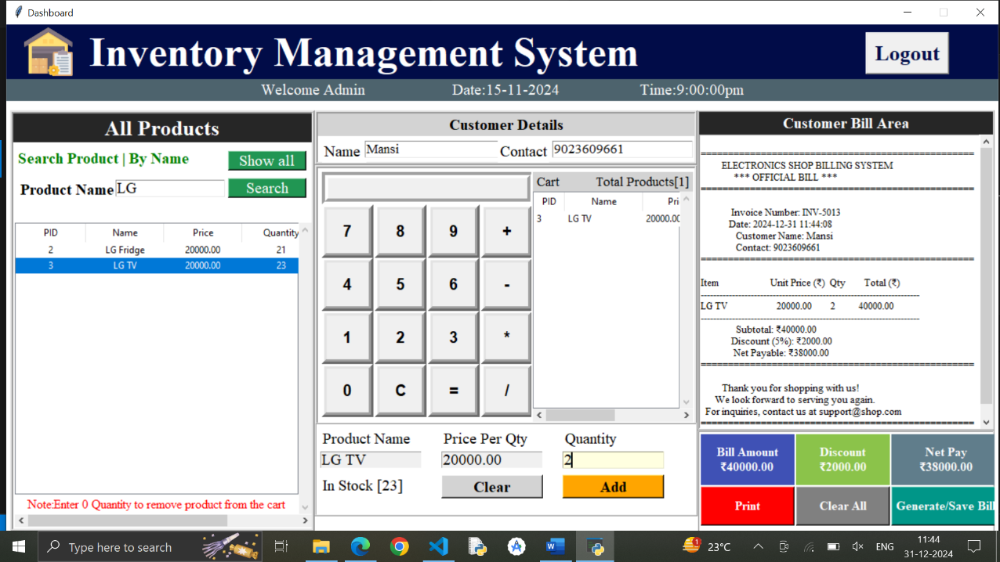 Dashboard
Inventory Management System
Logout
Welcome Admin Date:15-11-2024 Time:9:00:00pm
All Products
Search Product | By Name Show all
Product Name LG Search
PID Name Price Quantity
2 LG Fridge 20000.00 21
3 LG TV 20000.00 23
Note:Enter 0 Quantity to remove product from the cart
Customer Details
Name Mansi Contact 9023609661
7 8 9 +
4 5 6 -
1 2 3 *
0 C = /
Cart Total Products[1]
PID Name Pri
3 LG TV 20000.00
Product Name Price Per Qty Quantity
LG TV 20000.00 2
In Stock [23] Clear Add
Customer Bill Area
===============================================
ELECTRONICS SHOP BILLING SYSTEM
*** OFFICIAL BILL ***
===============================================
Invoice Number: INV-5013
Date: 2024-12-31 11:44:08
Customer Name: Mansi
Contact: 9023609661
===============================================
Item Unit Price (₹) Qty Total (₹)
LG TV 20000.00 2 40000.00
Subtotal: ₹40000.00
Discount (5%): ₹2000.00
Net Payable: ₹38000.00
===============================================
Thank you for shopping with us!
We look forward to serving you again.
For inquiries, contact us at support@shop.com
===============================================
Bill Amount
₹40000.00
Discount
₹2000.00
Net Pay
₹38000.00
Print Clear All Generate/Save Bill
Type here to search
1
23°C
ENG
11:44
31-12-2024